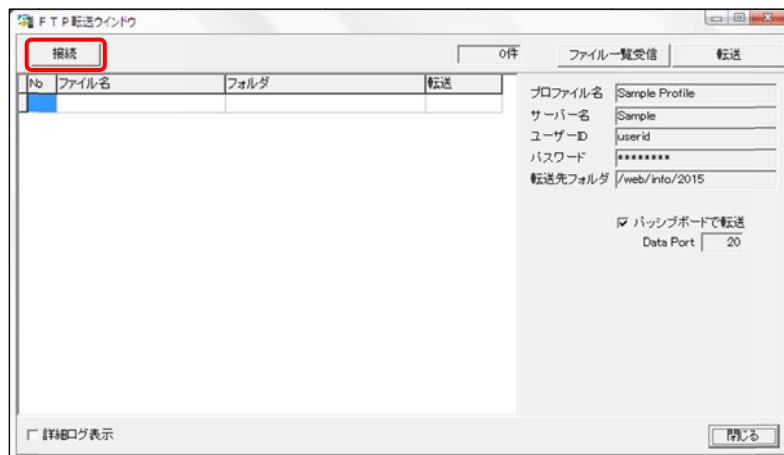 FTP転送ウインドウ
接続
0件
ファイル一覧受信
転送
No ファイル名 フォルダ 転送
プロファイル名 Sample Profile
サーバー名 Sample
ユーザーID userid
パスワード ********
転送先フォルダ /web/info/2015
パッシブポートで転送
Data Port 20
詳細ログ表示
閉じる